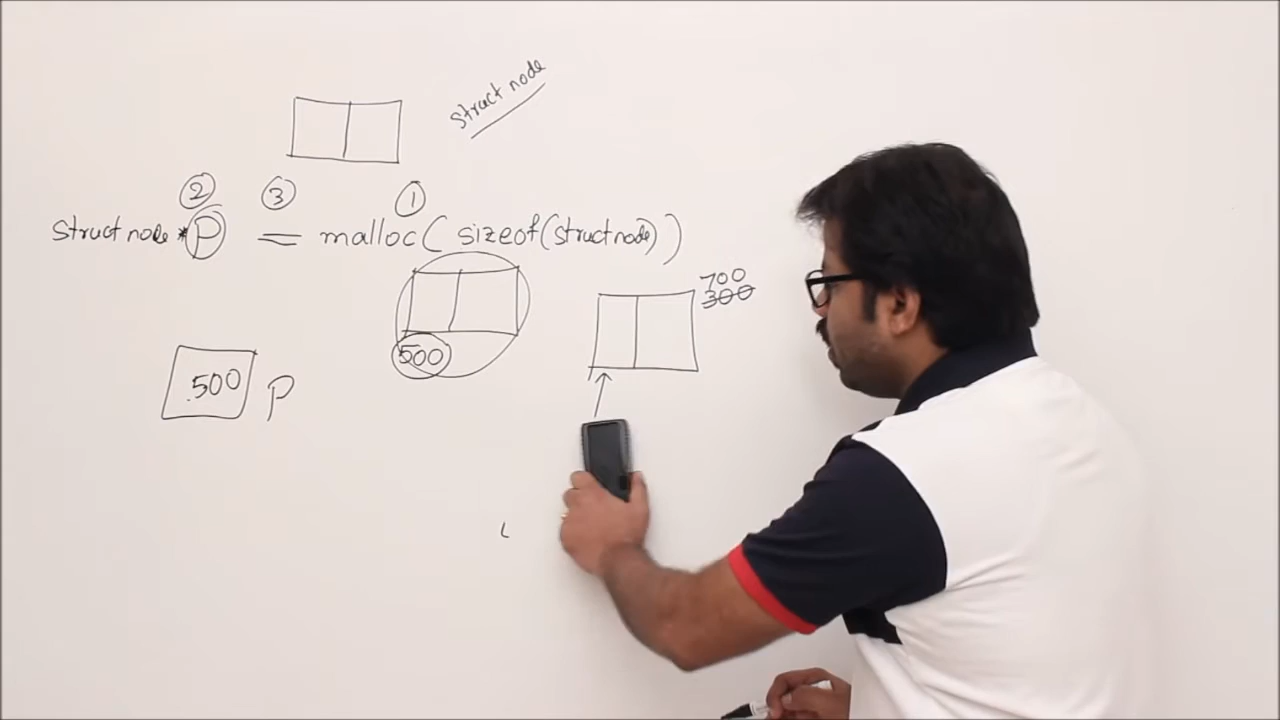 struct node
② ③ ①
struct node *P = malloc( sizeof(struct node) )
700
300
500
.500 P